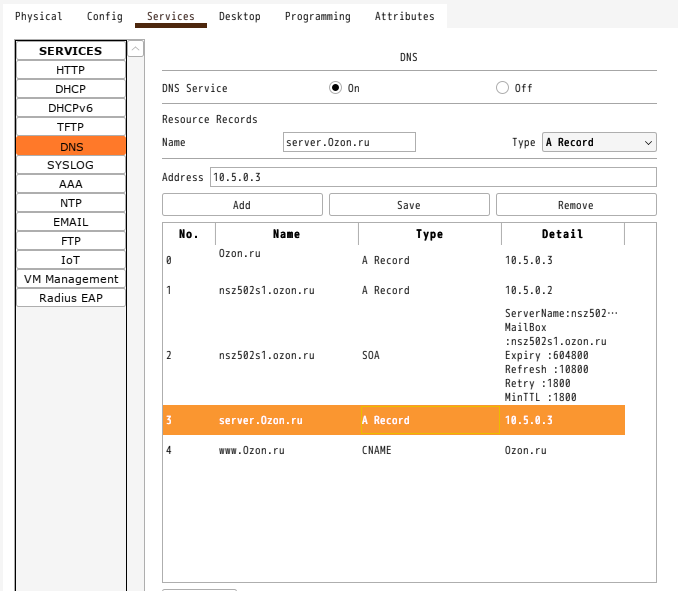 Physical Config Services Desktop Programming Attributes
SERVICES
HTTP
DHCP
DHCPv6
TFTP
DNS
SYSLOG
AAA
NTP
EMAIL
FTP
IoT
VM Management
Radius EAP
DNS
DNS Service On Off
Resource Records
Name server.Ozon.ru Type A Record
Address 10.5.0.3
Add Save Remove
No. Name Type Detail
0 Ozon.ru A Record 10.5.0.3
1 nsz502s1.ozon.ru A Record 10.5.0.2
2 nsz502s1.ozon.ru SOA ServerName:nsz502···
MailBox
:nsz502s1.ozon.ru
Expiry :604800
Refresh :10800
Retry :1800
MinTTL :1800
3 server.Ozon.ru A Record 10.5.0.3
4 www.Ozon.ru CNAME Ozon.ru